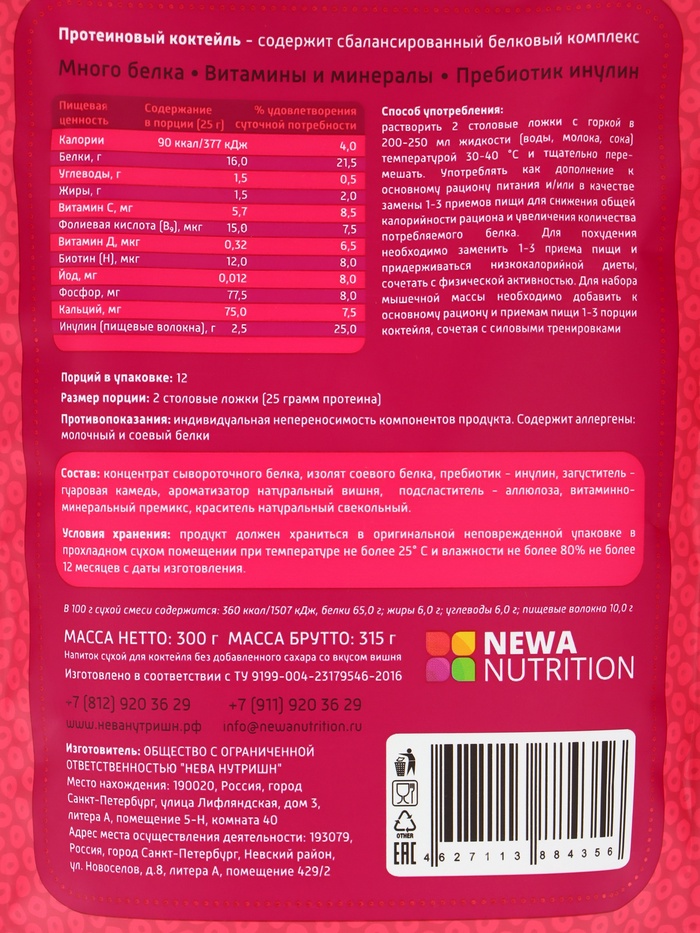 Протеиновый коктейль – содержит сбалансированный белковый комплекс
Много белка • Витамины и минералы • Пребиотик инулин
Пищевая ценность Содержание в порции (25 г) % удовлетворения суточной потребности
Калории 90 ккал/377 кДж 4,0
Белки, г 16,0 21,5
Углеводы, г 1,5 0,5
Жиры, г 1,5 2,0
Витамин С, мг 5,7 8,5
Фолиевая кислота (B₉), мкг 15,0 7,5
Витамин Д, мкг 0,32 6,5
Биотин (Н), мкг 12,0 8,0
Йод, мг 0,012 8,0
Фосфор, мг 77,5 8,0
Кальций, мг 75,0 7,5
Инулин (пищевые волокна), г 2,5 25,0
Способ употребления:
растворить 2 столовые ложки с горкой в
200-250 мл жидкости (воды, молока, сока)
температурой 30-40 °С и тщательно пере-
мешать. Употреблять как дополнение к
основному рациону питания и/или в качестве
замены 1-3 приемов пищи для снижения общей
калорийности рациона и увеличения количества
потребляемого белка. Для похудения
необходимо заменить 1-3 приема пищи и
придерживаться низкокалорийной диеты,
сочетать с физической активностью. Для набора
мышечной массы необходимо добавить к
основному рациону и приемам пищи 1-3 порции
коктейля, сочетая с силовыми тренировками
Порций в упаковке: 12
Размер порции: 2 столовые ложки (25 грамм протеина)
Противопоказания: индивидуальная непереносимость компонентов продукта. Содержит аллергены:
молочный и соевый белки
Состав: концентрат сывороточного белка, изолят соевого белка, пребиотик – инулин, загуститель –
гуаровая камедь, ароматизатор натуральный вишня, подсластитель – аллюлоза, витаминно-
минеральный премикс, краситель натуральный свекольный.
Условия хранения: продукт должен храниться в оригинальной неповрежденной упаковке в
прохладном сухом помещении при температуре не более 25° С и влажности не более 80% не более
12 месяцев с даты изготовления.
В 100 г сухой смеси содержится: 360 ккал/1507 кДж, белки 65,0 г; жиры 6,0 г; углеводы 6,0 г; пищевые волокна 10,0 г
МАССА НЕТТО: 300 г МАССА БРУТТО: 315 г
Напиток сухой для коктейля без добавленного сахара со вкусом вишня
Изготовлено в соответствии с ТУ 9199-004-23179546-2016
NEWA
NUTRITION
+7 (812) 920 36 29 +7 (911) 920 36 29
www.неванутришн.рф info@newanutrition.ru
Изготовитель: ОБЩЕСТВО С ОГРАНИЧЕННОЙ
ОТВЕТСТВЕННОСТЬЮ "НЕВА НУТРИШН"
Место нахождения: 190020, Россия, город
Санкт-Петербург, улица Лифляндская, дом 3,
литера А, помещение 5-Н, комната 40
Адрес места осуществления деятельности: 193079,
Россия, город Санкт-Петербург, Невский район,
ул. Новоселов, д.8, литера А, помещение 429/2
OTHER
EAC
4 627113 884356